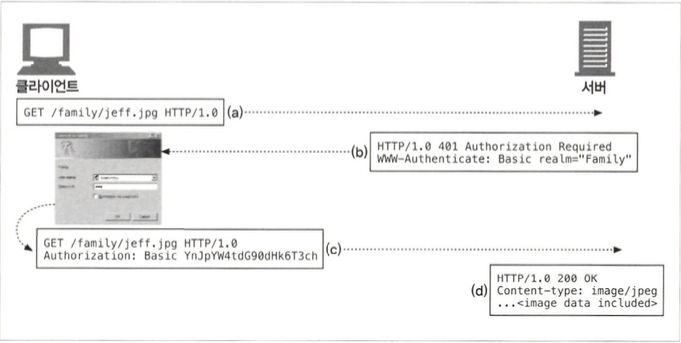 클라이언트
서버
GET /family/jeff.jpg HTTP/1.0
(a)
(b)
HTTP/1.0 401 Authorization Required
WWW-Authenticate: Basic realm="Family"
GET /family/jeff.jpg HTTP/1.0
Authorization: Basic YnJpYW4tdG90dHk6T3ch
(c)
(d)
HTTP/1.0 200 OK
Content-type: image/jpeg
...<image data included>